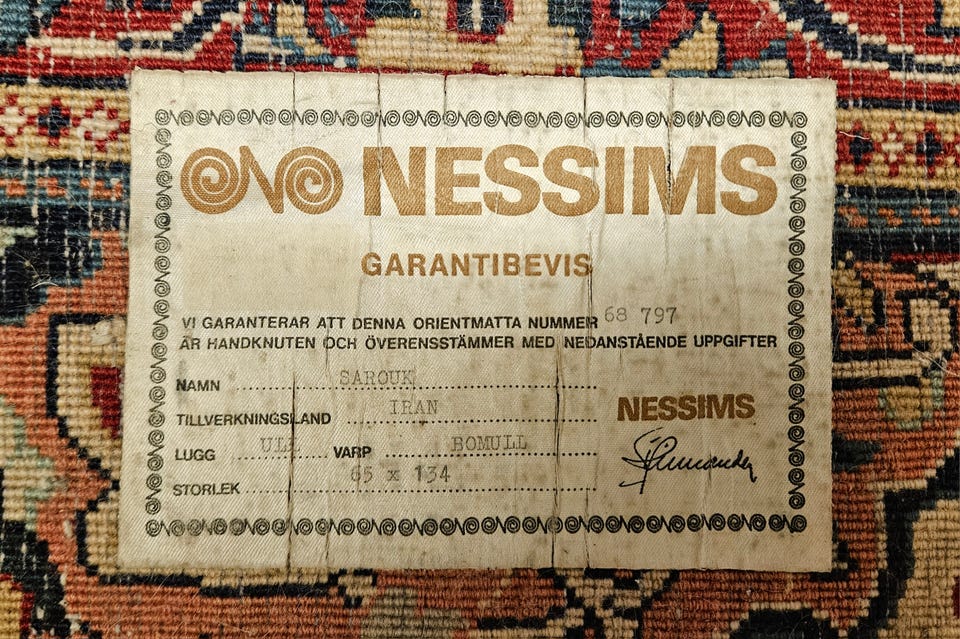 NESSIMS
GARANTIBEVIS
VI GARANTERAR ATT DENNA ORIENTMATTA NUMMER 68 797
ÄR HANDKNUTEN OCH ÖVERENSSTÄMMER MED NEDANSTÅENDE UPPGIFTER
NAMN SAROUK
TILLVERKNINGSLAND IRAN
NESSIMS
LUGG ULL VARP BOMULL
STORLEK 65 x 134